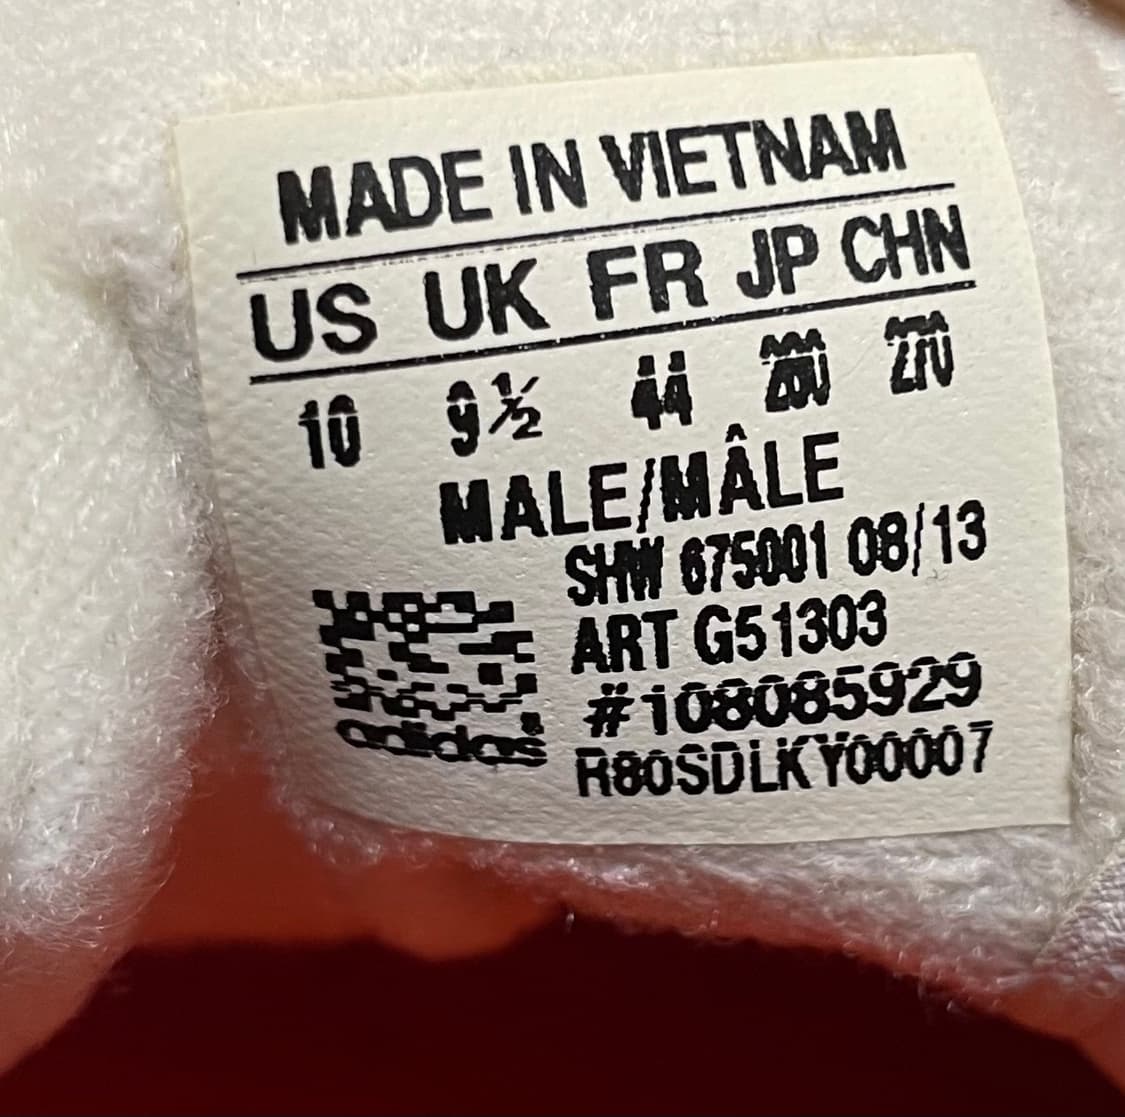 MADE IN VIETNAM
US UK FR JP CHN
10 9½ 44 280 270
MALE/MÂLE
SHW 675001 08/13
ART G51303
#108085929
adidas R80SDLKY00007